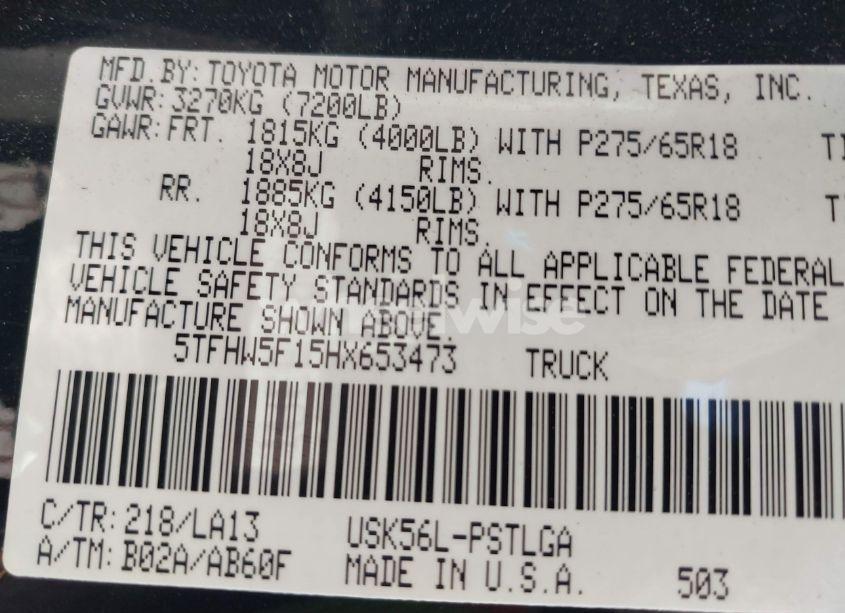 MFD.BY: TOYOTA MOTOR MANUFACTURING, TEXAS, INC.
GVWR: 3270KG (7200LB)
GAWR: FRT. 1815KG (4000LB) WITH P275/65R18
18X8J RIMS.
RR. 1885KG (4150LB) WITH P275/65R18
18X8J RIMS.
THIS VEHICLE CONFORMS TO ALL APPLICABLE FEDERAL
VEHICLE SAFETY STANDARDS IN EFFECT ON THE DATE
MANUFACTURE SHOWN ABOVE.
5TFHW5F15HX653473 TRUCK
C/TR: 218/LA13 USK56L-PSTLGA
A/TM: B02A/AB60F MADE IN U.S.A. 503